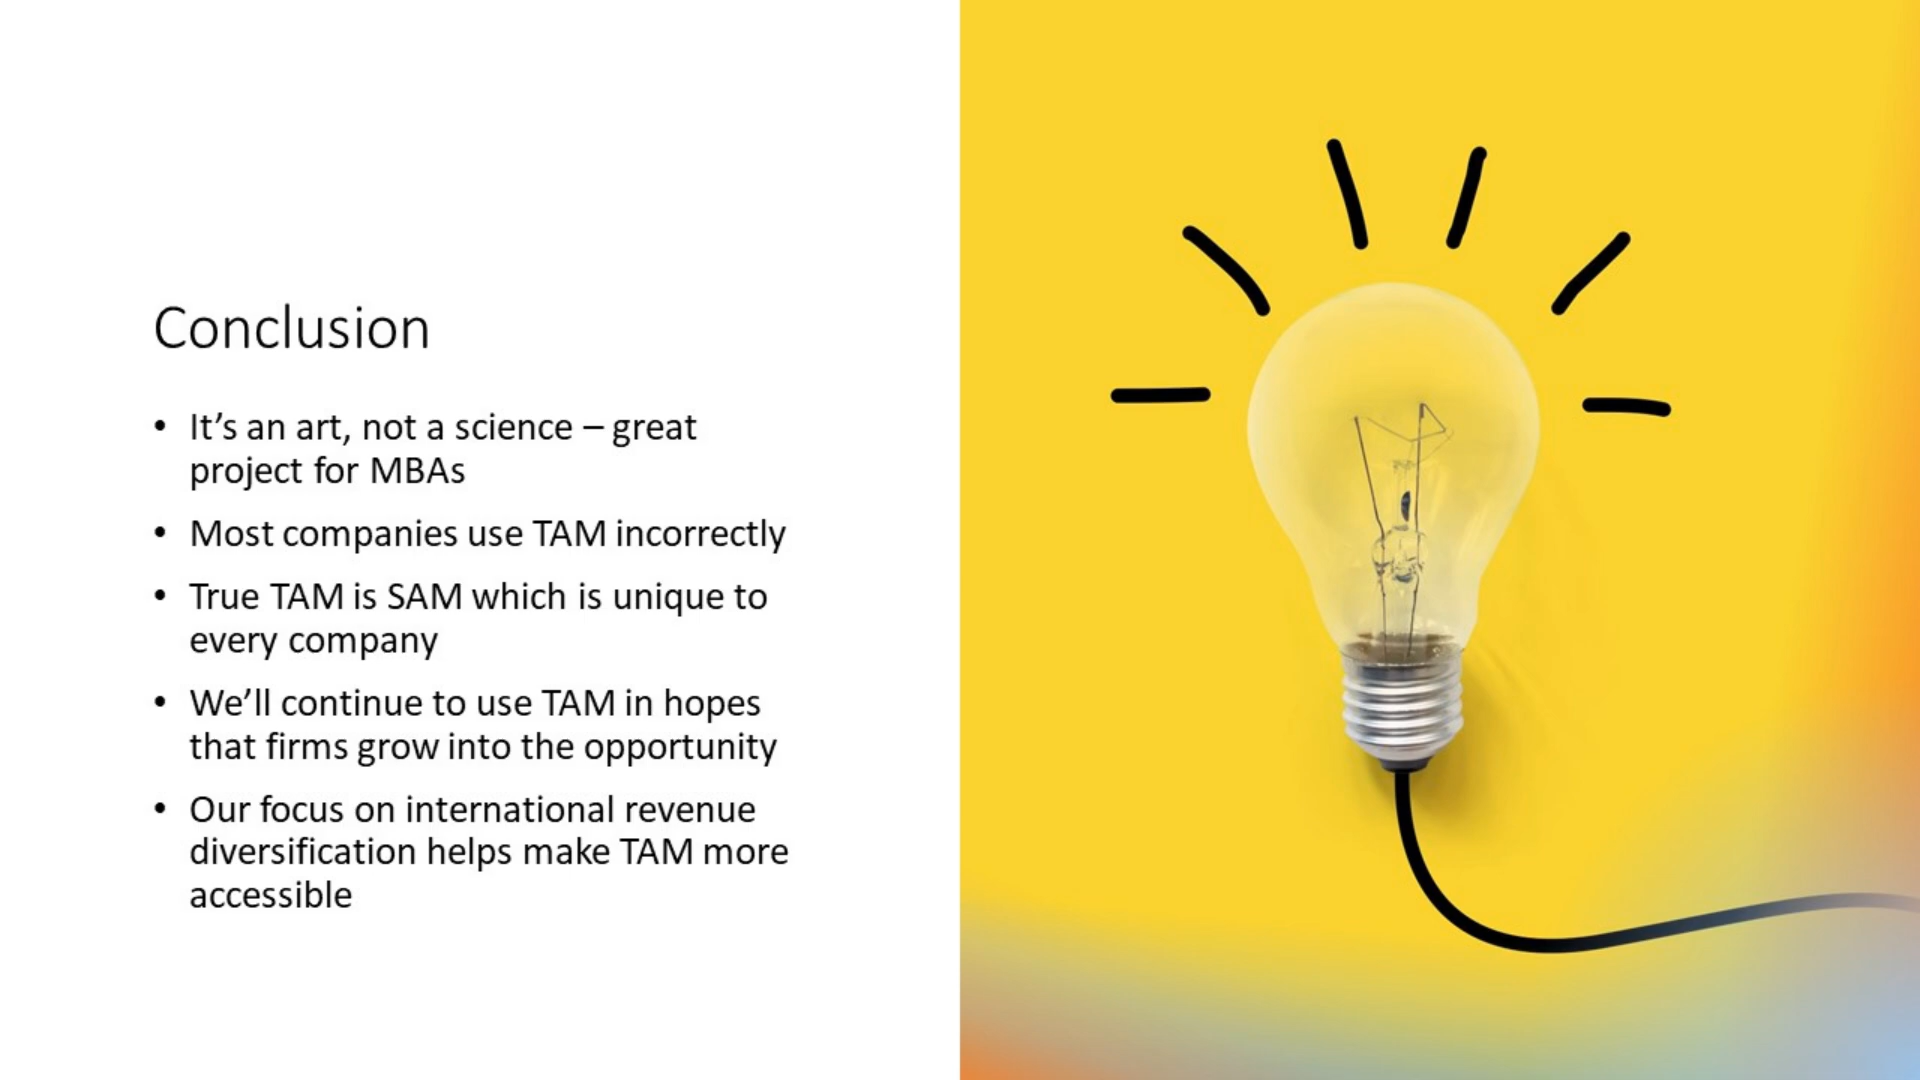 Conclusion
• It’s an art, not a science – great
project for MBAs
• Most companies use TAM incorrectly
• True TAM is SAM which is unique to
every company
• We’ll continue to use TAM in hopes
that firms grow into the opportunity
• Our focus on international revenue
diversification helps make TAM more
accessible